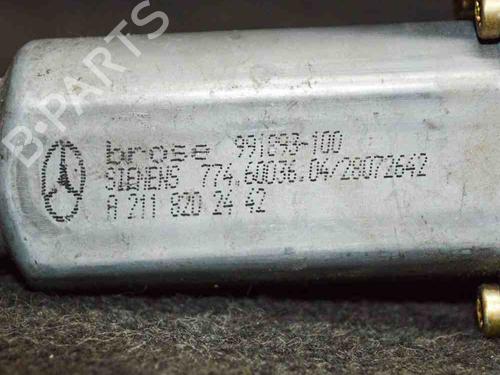 B-PARTS
brose 991893-100
SIEMENS 774.60036.04/28072642
A 211 820 24 42